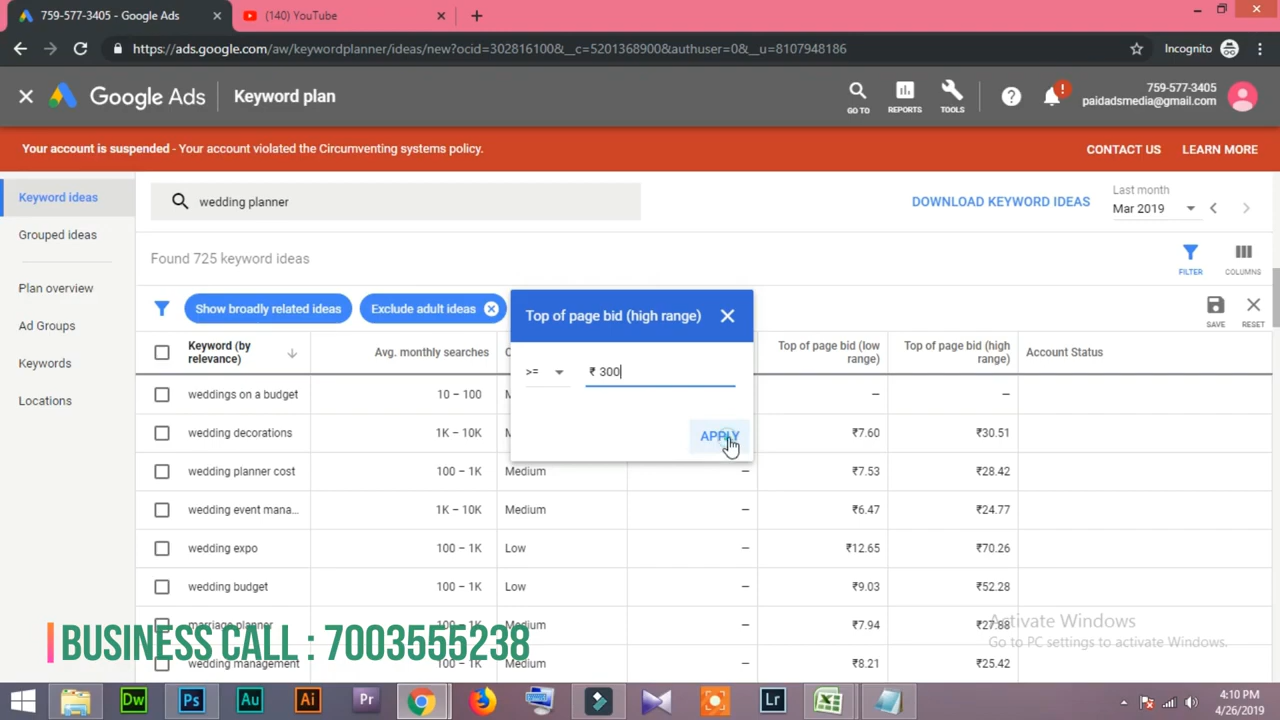 759-577-3405 - Google Ads
(140) YouTube
https://ads.google.com/aw/keywordplanner/ideas/new?ocid=302816100&__c=5201368900&authuser=0&__u=8107948186
Incognito
Google Ads
Keyword plan
GO TO
REPORTS
TOOLS
759-577-3405
paidadsmedia@gmail.com
Your account is suspended - Your account violated the Circumventing systems policy.
CONTACT US
LEARN MORE
Keyword ideas
Grouped ideas
Plan overview
Ad Groups
Keywords
Locations
wedding planner
DOWNLOAD KEYWORD IDEAS
Last month
Mar 2019
Found 725 keyword ideas
FILTER
COLUMNS
Show broadly related ideas
Exclude adult ideas
SAVE
RESET
Top of page bid (high range)
>=
₹ 300
APPLY
Keyword (by
relevance)
Avg. monthly searches
Top of page bid (low
range)
Top of page bid (high
range)
Account Status
weddings on a budget 10 – 100 – –
wedding decorations 1K – 10K ₹7.60 ₹30.51
wedding planner cost 100 – 1K Medium – ₹7.53 ₹28.42
wedding event mana... 1K – 10K Medium – ₹6.47 ₹24.77
wedding expo 100 – 1K Low – ₹12.65 ₹70.26
wedding budget 100 – 1K Low – ₹9.03 ₹52.28
marriage planner 100 – 1K Medium – ₹7.94 ₹27.88
wedding management 100 – 1K Medium – ₹8.21 ₹25.42
BUSINESS CALL : 7003555238
Activate Windows
Go to PC settings to activate Windows.
Dw
Ps
Au
Ai
Pr
Lr
4:10 PM
4/26/2019